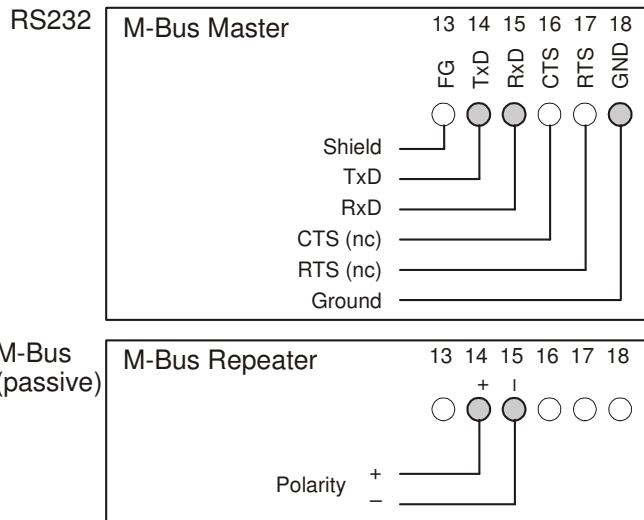 RS232
M-Bus Master
13 14 15 16 17 18
FG TxD RxD CTS RTS GND
Shield
TxD
RxD
CTS (nc)
RTS (nc)
Ground
M-Bus
(passive)
M-Bus Repeater
13 14 15 16 17 18
+ –
Polarity
+
–